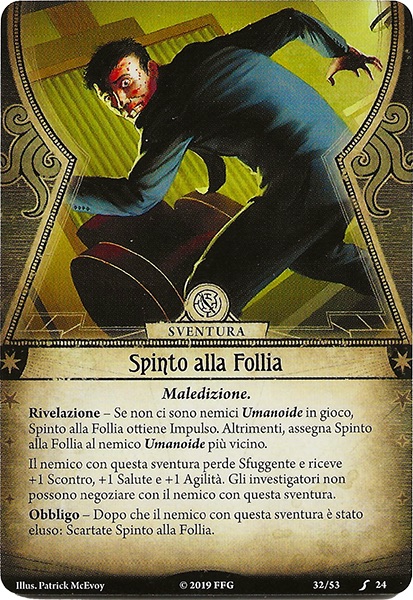 SVENTURA
Spinto alla Follia
Maledizione.
Rivelazione – Se non ci sono nemici Umanoide in gioco,
Spinto alla Follia ottiene Impulso. Altrimenti, assegna Spinto
alla Follia al nemico Umanoide più vicino.
Il nemico con questa sventura perde Sfuggente e riceve
+1 Scontro, +1 Salute e +1 Agilità. Gli investigatori non
possono negoziare con il nemico con questa sventura.
Obbligo – Dopo che il nemico con questa sventura è stato
eluso: Scartate Spinto alla Follia.
Illus. Patrick McEvoy © 2019 FFG 32/53 24